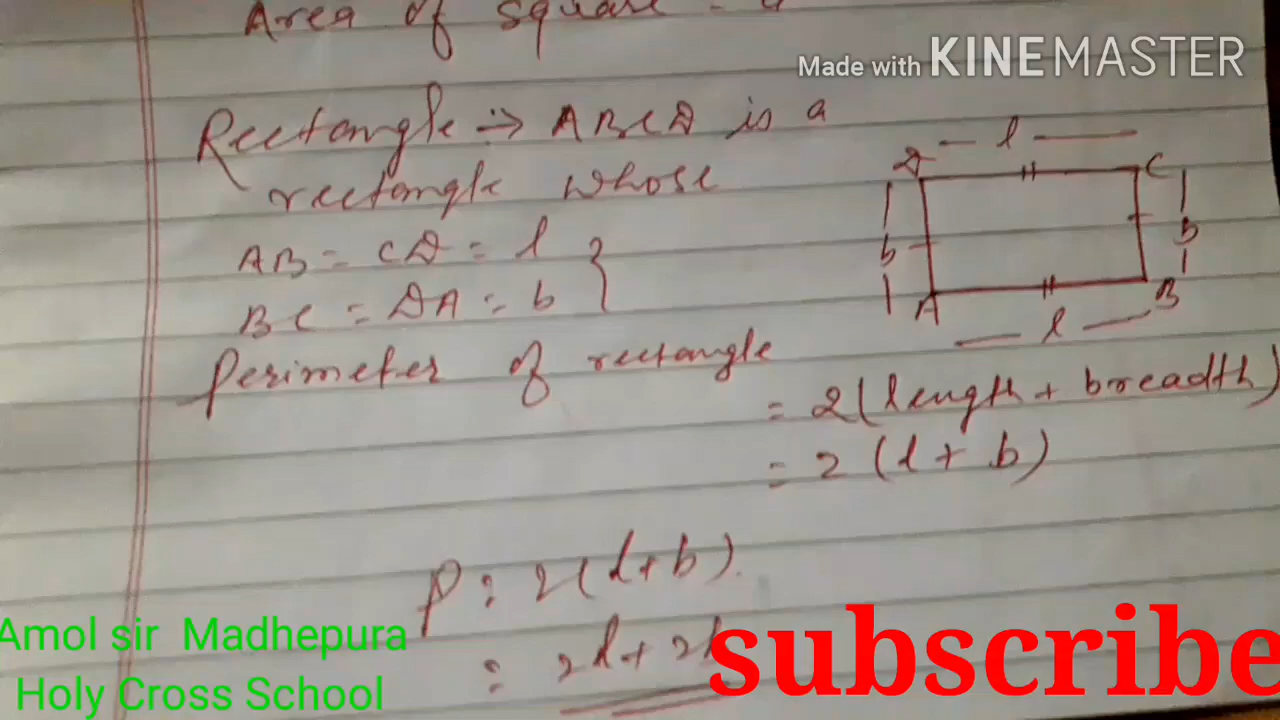 Area of square =
Made with KINEMASTER
Rectangle => ABCD is a
rectangle whose
AB = CD = l }
BC = DA = b
D — l — C
b
b
A B
— l —
Perimeter of rectangle
= 2(length + breadth)
= 2 (l + b)
P = 2(l+b).
= 2l + 2b
Amol sir Madhepura
Holy Cross School
subscribe